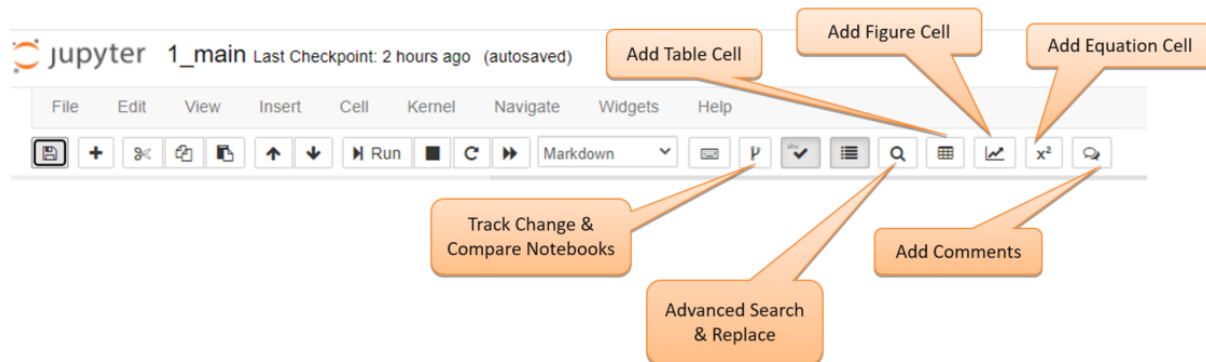 Add Figure Cell
Add Table Cell
Add Equation Cell
jupyter 1_main Last Checkpoint: 2 hours ago (autosaved)
File Edit View Insert Cell Kernel Navigate Widgets Help
Run Markdown abc x²
Track Change &
Compare Notebooks
Add Comments
Advanced Search
& Replace